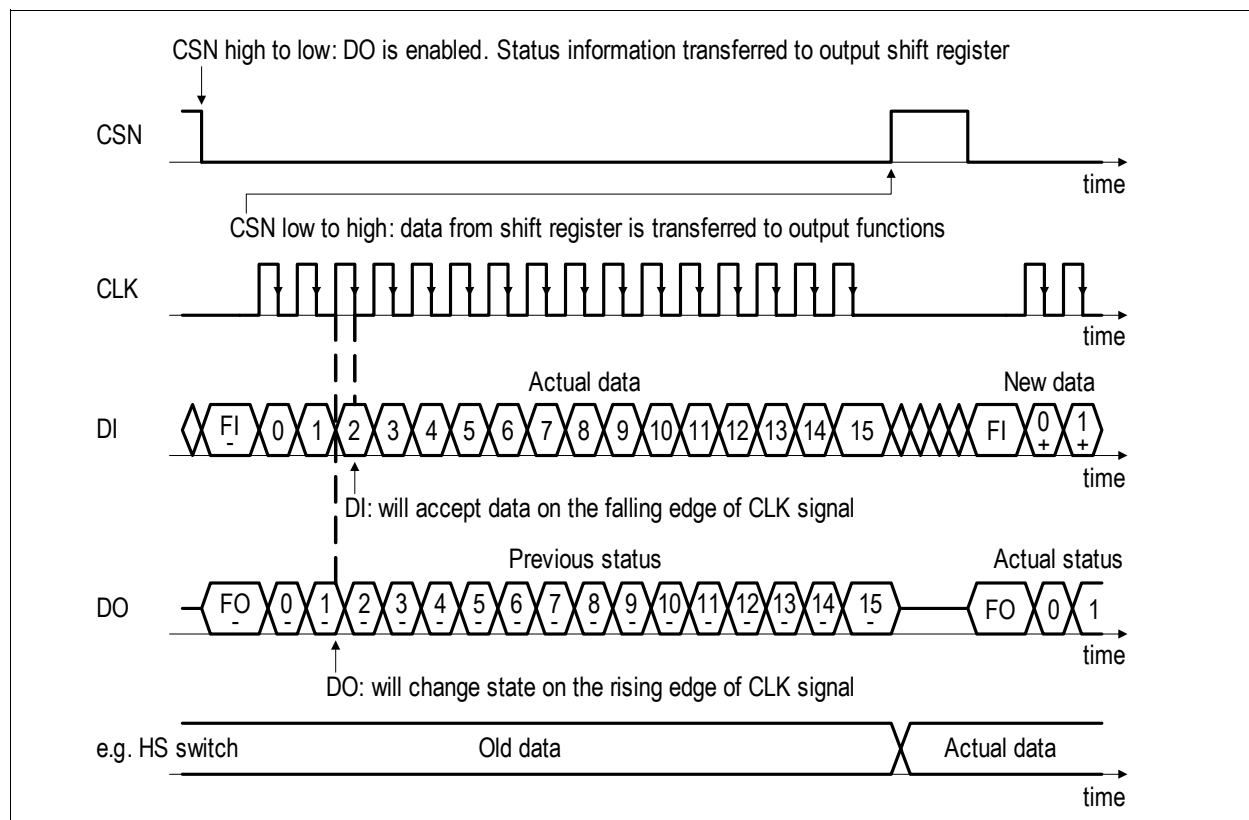 CSN high to low: DO is enabled. Status information transferred to output shift register
CSN
time
CSN low to high: data from shift register is transferred to output functions
CLK
time
Actual data
New data
DI
FI - 0 1 2 3 4 5 6 7 8 9 10 11 12 13 14 15 FI 0 + 1 +
time
DI: will accept data on the falling edge of CLK signal
Previous status
Actual status
DO
FO - 0 - 1 - 2 - 3 - 4 - 5 - 6 - 7 - 8 - 9 - 10 - 11 - 12 - 13 - 14 - 15 - FO 0 1
time
DO: will change state on the rising edge of CLK signal
e.g. HS switch
Old data
Actual data
time